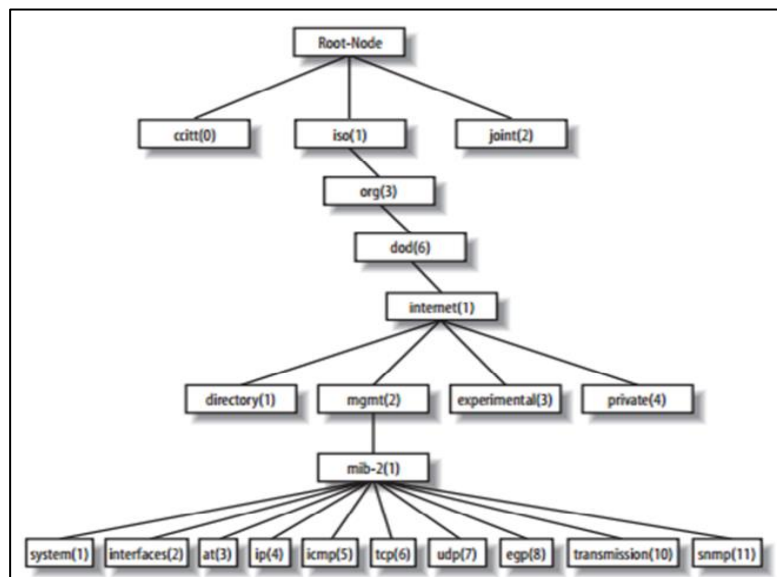 Root-Node
ccitt(0) iso(1) joint(2)
org(3)
dod(6)
internet(1)
directory(1) mgmt(2) experimental(3) private(4)
mib-2(1)
system(1) interfaces(2) at(3) ip(4) icmp(5) tcp(6) udp(7) egp(8) transmission(10) snmp(11)